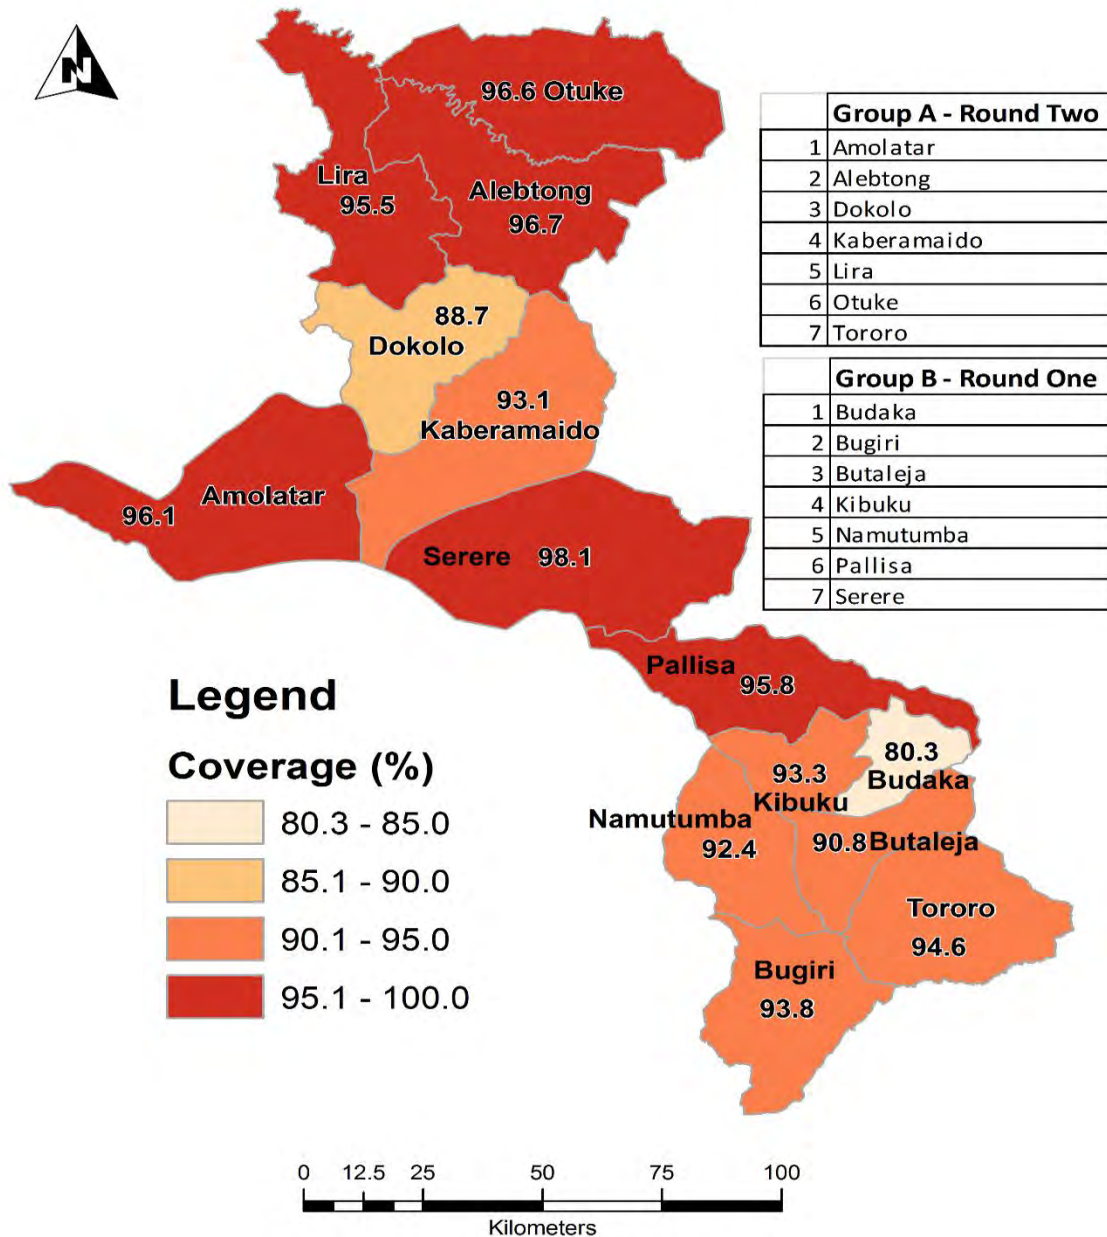 N
96.6 Otuke
Lira
95.5
Alebtong
96.7
88.7
Dokolo
93.1
Kaberamaido
Amolatar
96.1
Serere 98.1
Pallisa
95.8
80.3
Budaka
93.3
Kibuku
Namutumba
92.4
90.8 Butaleja
Tororo
94.6
Bugiri
93.8
Group A - Round Two
1 Amolatar
2 Alebtong
3 Dokolo
4 Kaberamaido
5 Lira
6 Otuke
7 Tororo
Group B - Round One
1 Budaka
2 Bugiri
3 Butaleja
4 Kibuku
5 Namutumba
6 Pallisa
7 Serere
Legend
Coverage (%)
80.3 - 85.0
85.1 - 90.0
90.1 - 95.0
95.1 - 100.0
0 12.5 25 50 75 100
Kilometers